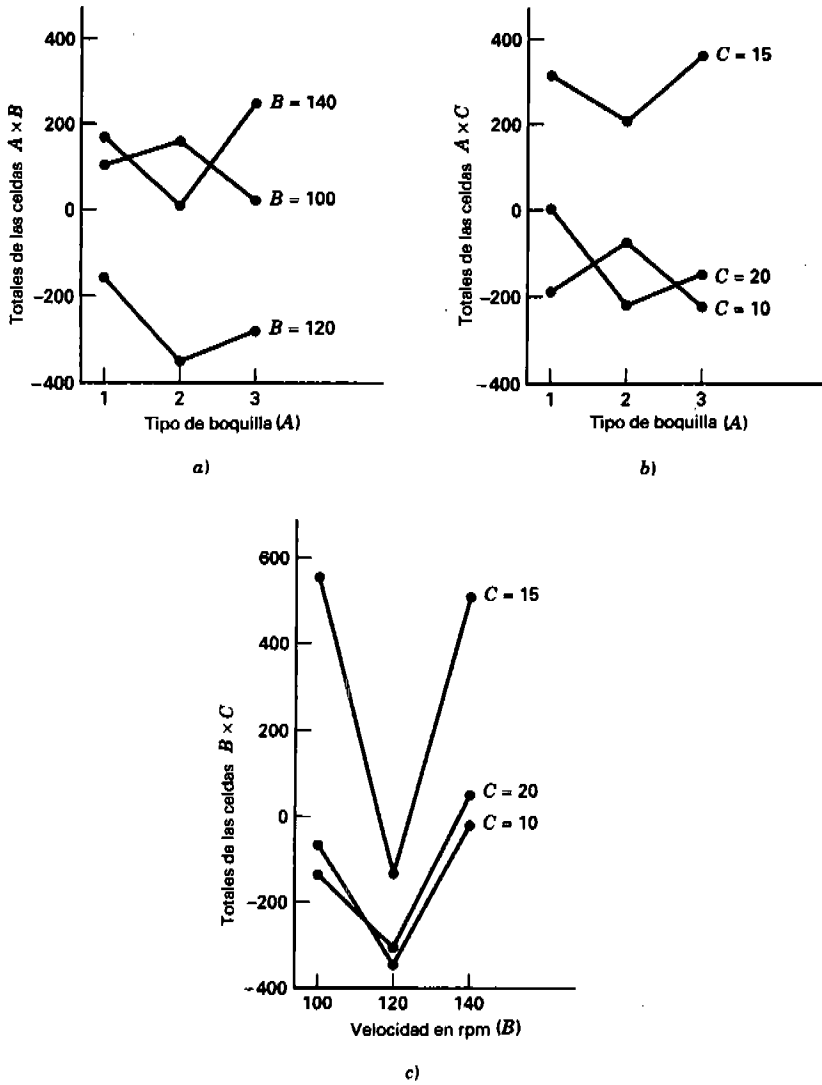 400
200
0
−200
−400
Totales de las celdas A × B
B = 140
B = 100
B = 120
1 2 3
Tipo de boquilla (A)
a)
400
200
0
−200
−400
Totales de las celdas A × C
C = 15
C = 20
C = 10
1 2 3
Tipo de boquilla (A)
b)
600
400
200
0
−200
−400
Totales de las celdas B × C
C = 15
C = 20
C = 10
100 120 140
Velocidad en rpm (B)
c)